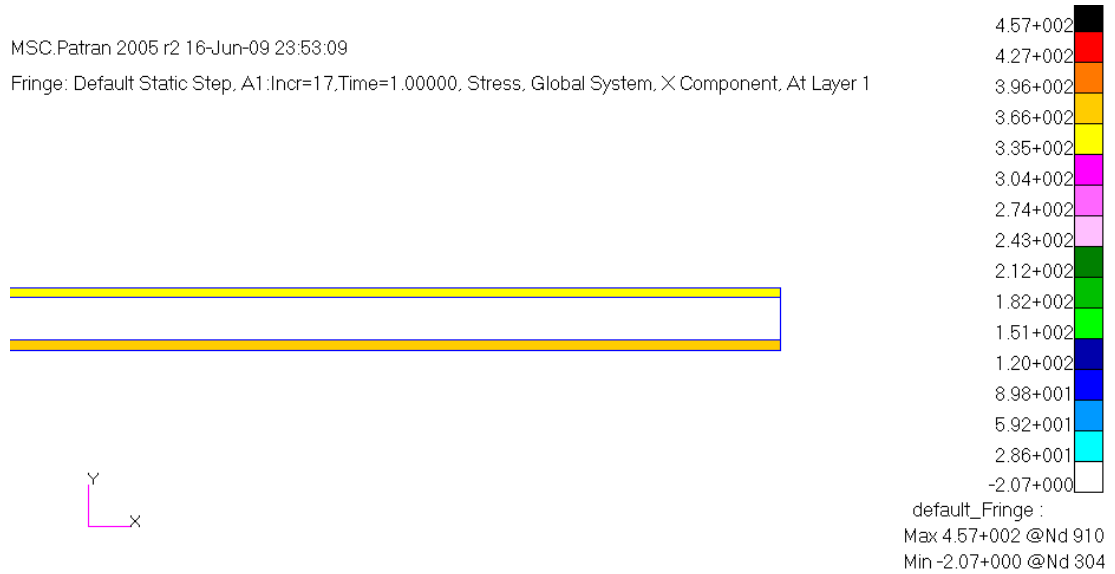 MSC.Patran 2005 r2 16-Jun-09 23:53:09
Fringe: Default Static Step, A1:Incr=17,Time=1.00000, Stress, Global System, X Component, At Layer 1
4.57+002
4.27+002
3.96+002
3.66+002
3.35+002
3.04+002
2.74+002
2.43+002
2.12+002
1.82+002
1.51+002
1.20+002
8.98+001
5.92+001
2.86+001
-2.07+000
default_Fringe :
Max 4.57+002 @Nd 910
Min -2.07+000 @Nd 304
Y
X